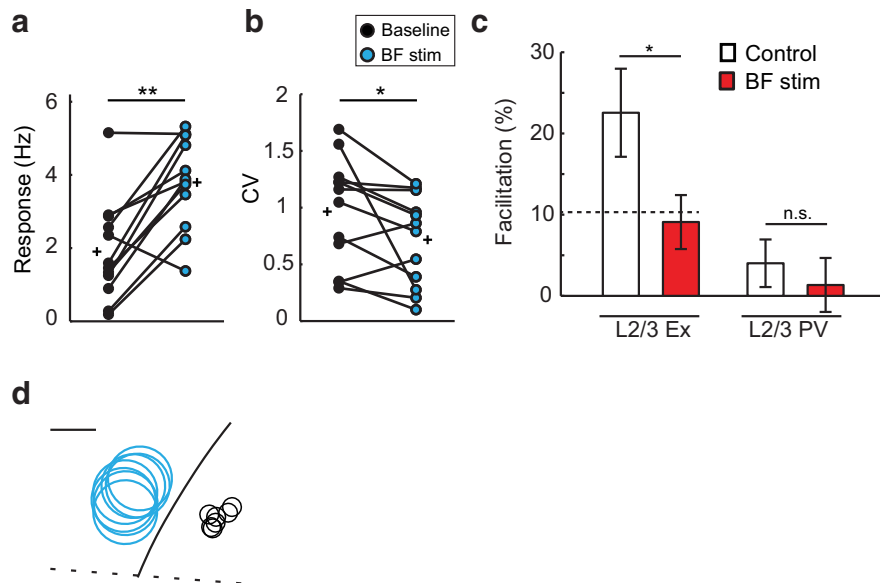 a
**
6
4
2
0
Response (Hz)
b
Baseline
BF stim
*
2
1.5
1
0.5
0
CV
c
30
20
10
0
Facilitation (%)
*
Control
BF stim
n.s.
L2/3 Ex
L2/3 PV
d